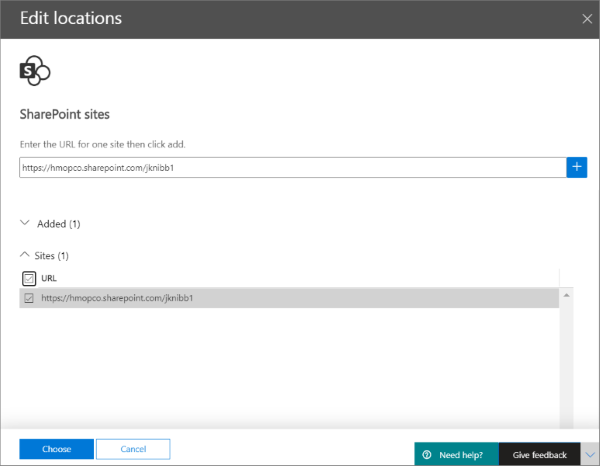 Edit locations
S
SharePoint sites
Enter the URL for one site then click add.
https://hmopco.sharepoint.com/jknibb1
Added (1)
Sites (1)
URL
https://hmopco.sharepoint.com/jknibb1
Choose
Cancel
Need help?
Give feedback